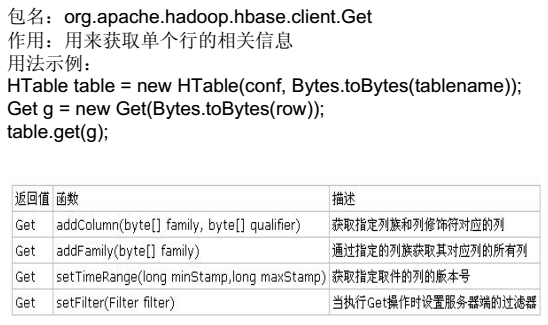 包名：org.apache.hadoop.hbase.client.Get
作用：用来获取单个行的相关信息
用法示例：
HTable table = new HTable(conf, Bytes.toBytes(tablename));
Get g = new Get(Bytes.toBytes(row));
table.get(g);
返回值 函数 描述
Get addColumn(byte[] family, byte[] qualifier) 获取指定列族和列修饰符对应的列
Get addFamily(byte[] family) 通过指定的列族获取其对应列的所有列
Get setTimeRange(long minStamp,long maxStamp) 获取指定取件的列的版本号
Get setFilter(Filter filter) 当执行Get操作时设置服务器端的过滤器